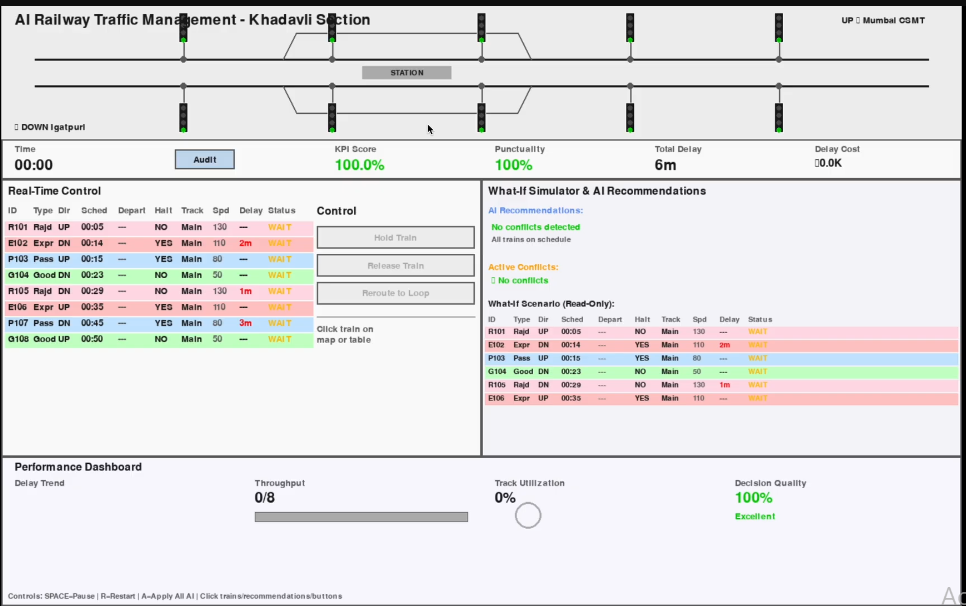 AI Railway Traffic Management - Khadavli Section
UP Mumbai CSMT
STATION
DOWN Igatpuri
Time
00:00
Audit
KPI Score
100.0%
Punctuality
100%
Total Delay
6m
Delay Cost
0.0K
Real-Time Control
ID Type Dir Sched Depart Halt Track Spd Delay Status
R101 Rajd UP 00:05 --- NO Main 130 --- WAIT
E102 Expr DN 00:14 --- YES Main 110 2m WAIT
P103 Pass UP 00:15 --- YES Main 80 --- WAIT
G104 Good DN 00:23 --- NO Main 50 --- WAIT
R105 Rajd DN 00:29 --- NO Main 130 1m WAIT
E106 Expr UP 00:35 --- YES Main 110 --- WAIT
P107 Pass DN 00:45 --- YES Main 80 3m WAIT
G108 Good UP 00:50 --- NO Main 50 --- WAIT
Control
Hold Train
Release Train
Reroute to Loop
Click train on
map or table
What-If Simulator & AI Recommendations
AI Recommendations:
No conflicts detected
All trains on schedule
Active Conflicts:
No conflicts
What-If Scenario (Read-Only):
ID Type Dir Sched Depart Halt Track Spd Delay Status
R101 Rajd UP 00:05 --- NO Main 130 --- WAIT
E102 Expr DN 00:14 --- YES Main 110 2m WAIT
P103 Pass UP 00:15 --- YES Main 80 --- WAIT
G104 Good DN 00:23 --- NO Main 50 --- WAIT
R105 Rajd DN 00:29 --- NO Main 130 1m WAIT
E106 Expr UP 00:35 --- YES Main 110 --- WAIT
Performance Dashboard
Delay Trend
Throughput
0/8
Track Utilization
0%
Decision Quality
100%
Excellent
Controls: SPACE=Pause | R=Restart | A=Apply All AI | Click trains/recommendations/buttons